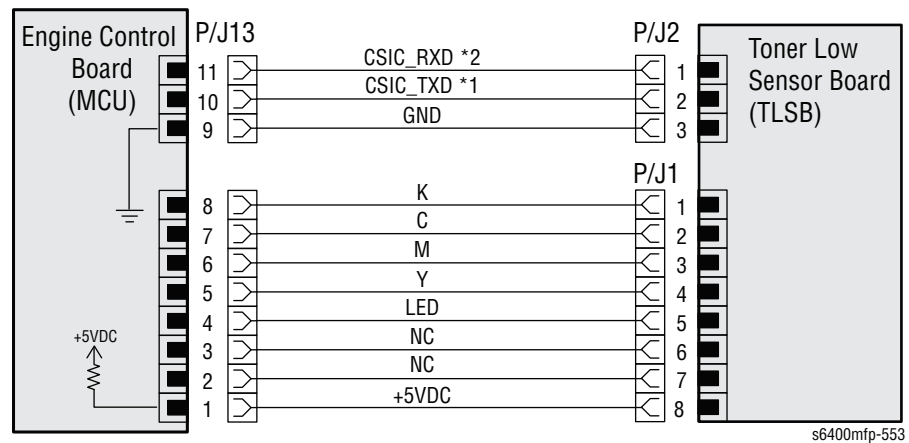 Engine Control P/J13 P/J2 Toner Low
Board Sensor Board
(MCU) (TLSB)
11 CSIC_RXD *2 1
10 CSIC_TXD *1 2
9 GND 3
P/J1
8 K 1
7 C 2
6 M 3
5 Y 4
4 LED 5
+5VDC
3 NC 6
2 NC 7
1 +5VDC 8
s6400mfp-553